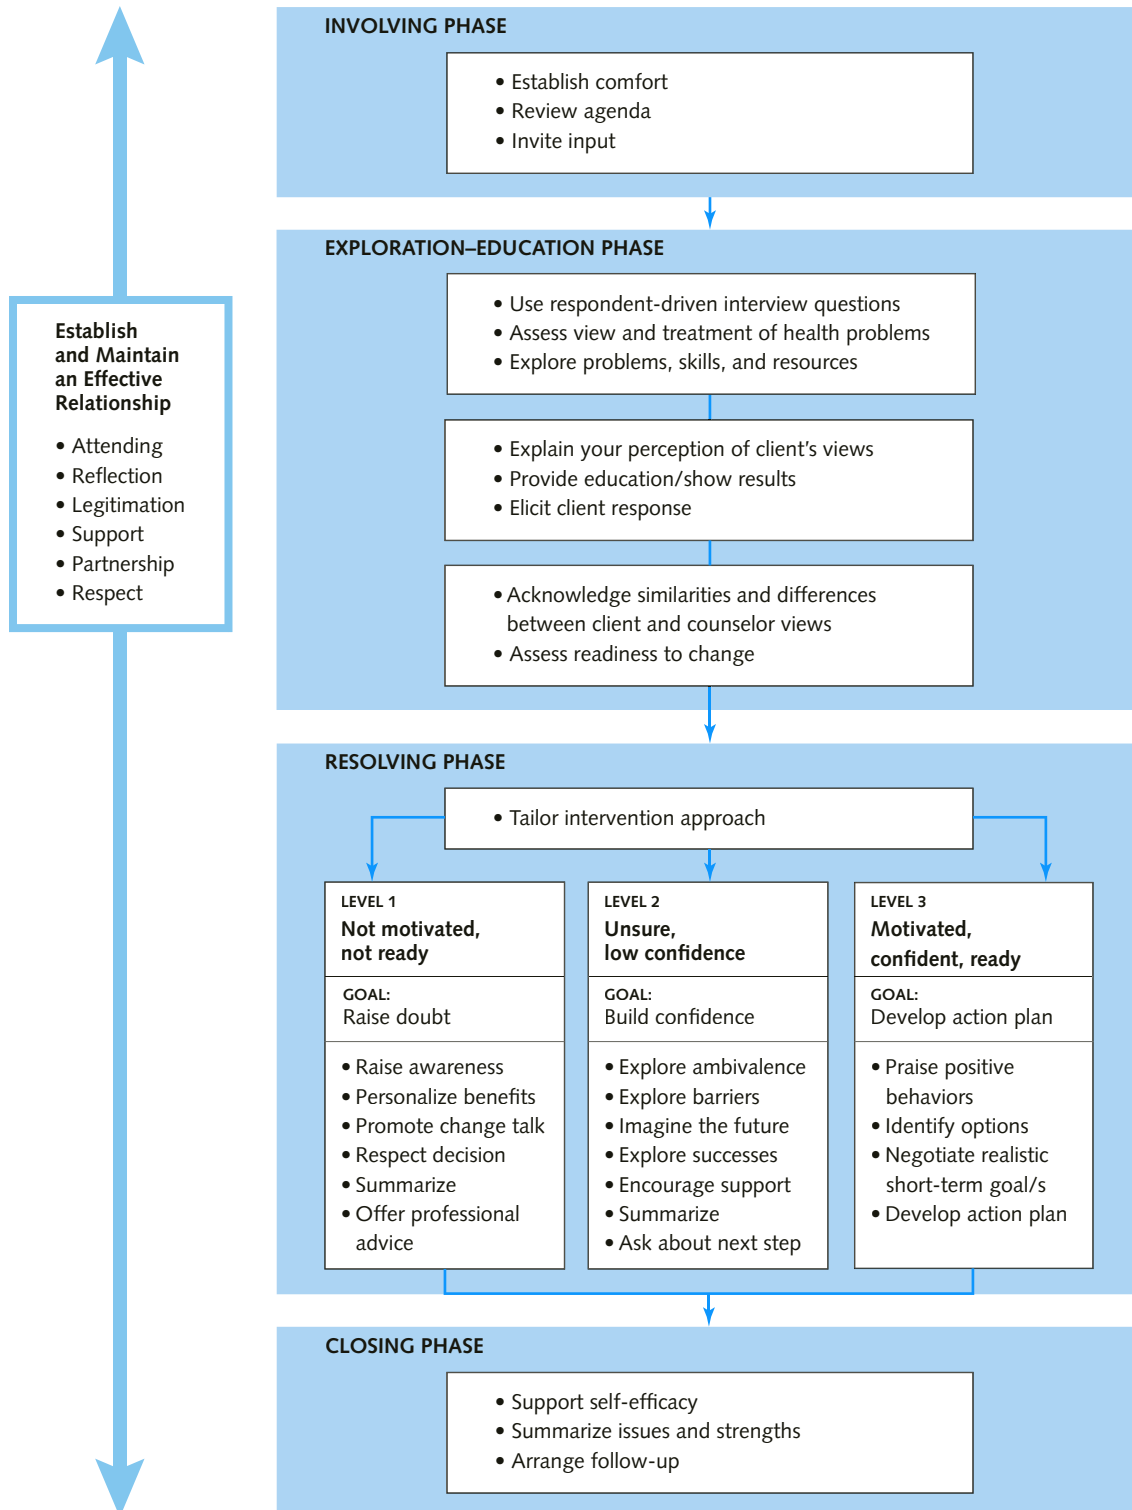 INVOLVING PHASE
• Establish comfort
• Review agenda
• Invite input
EXPLORATION–EDUCATION PHASE
• Use respondent-driven interview questions
• Assess view and treatment of health problems
• Explore problems, skills, and resources
• Explain your perception of client's views
• Provide education/show results
• Elicit client response
• Acknowledge similarities and differences
between client and counselor views
• Assess readiness to change
Establish
and Maintain
an Effective
Relationship
• Attending
• Reflection
• Legitimation
• Support
• Partnership
• Respect
RESOLVING PHASE
• Tailor intervention approach
LEVEL 1
Not motivated,
not ready
GOAL:
Raise doubt
• Raise awareness
• Personalize benefits
• Promote change talk
• Respect decision
• Summarize
• Offer professional
advice
LEVEL 2
Unsure,
low confidence
GOAL:
Build confidence
• Explore ambivalence
• Explore barriers
• Imagine the future
• Explore successes
• Encourage support
• Summarize
• Ask about next step
LEVEL 3
Motivated,
confident, ready
GOAL:
Develop action plan
• Praise positive
behaviors
• Identify options
• Negotiate realistic
short-term goal/s
• Develop action plan
CLOSING PHASE
• Support self-efficacy
• Summarize issues and strengths
• Arrange follow-up